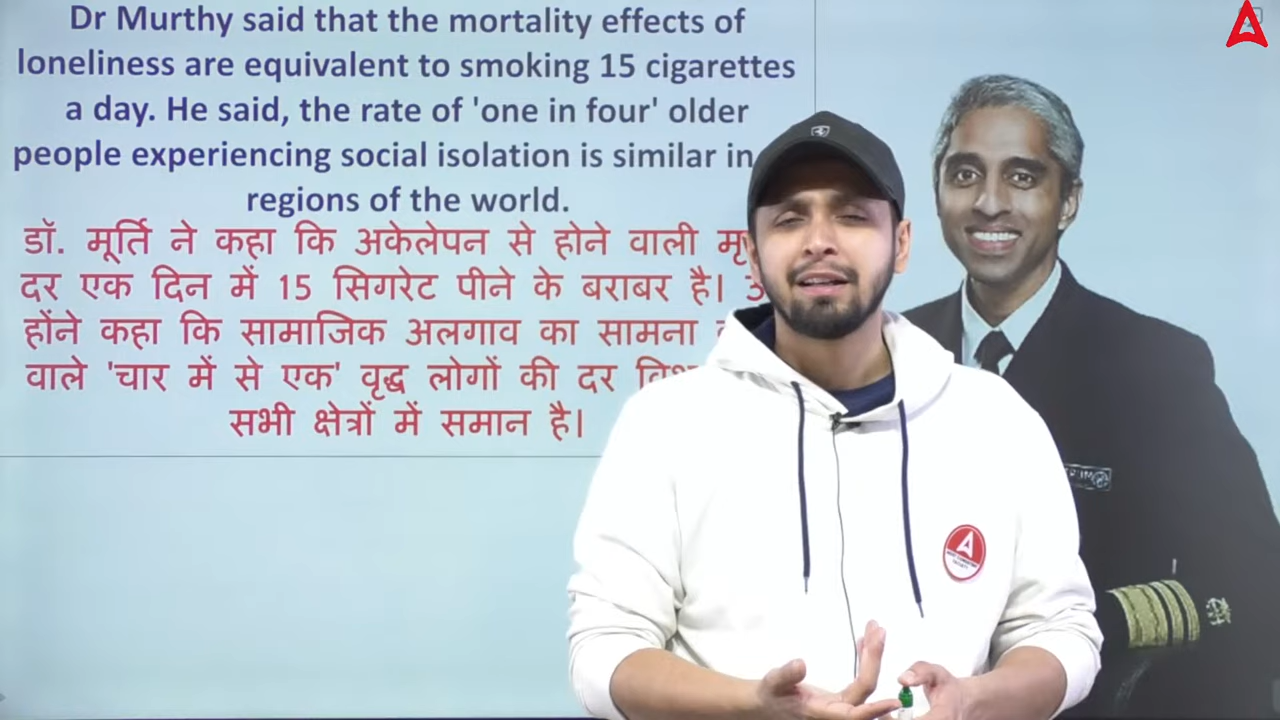 Dr Murthy said that the mortality effects of
loneliness are equivalent to smoking 15 cigarettes
a day. He said, the rate of 'one in four' older
people experiencing social isolation is similar in
regions of the world.
डॉ. मूर्ति ने कहा कि अकेलेपन से होने वाली
दर एक दिन में 15 सिगरेट पीने के बराबर है।
होंने कहा कि सामाजिक अलगाव का सामना
वाले 'चार में से एक' वृद्ध लोगों की दर
सभी क्षेत्रों में समान है।